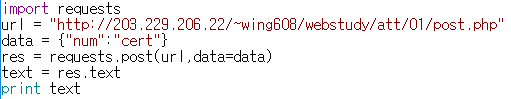 import requests
url = "http://203.229.206.22/~wing608/webstudy/att/01/post.php"
data = {"num":"cert"}
res = requests.post(url,data=data)
text = res.text
print text